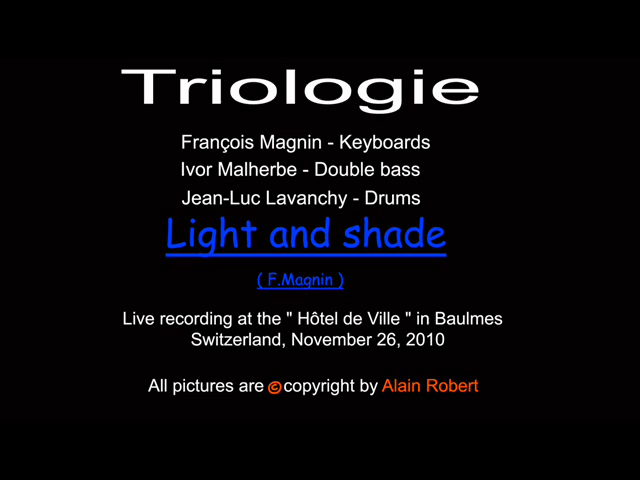 Triologie
François Magnin - Keyboards
Ivor Malherbe - Double bass
Jean-Luc Lavanchy - Drums
Light and shade
( F.Magnin )
Live recording at the " Hôtel de Ville " in Baulmes
Switzerland, November 26, 2010
All pictures are © copyright by Alain Robert